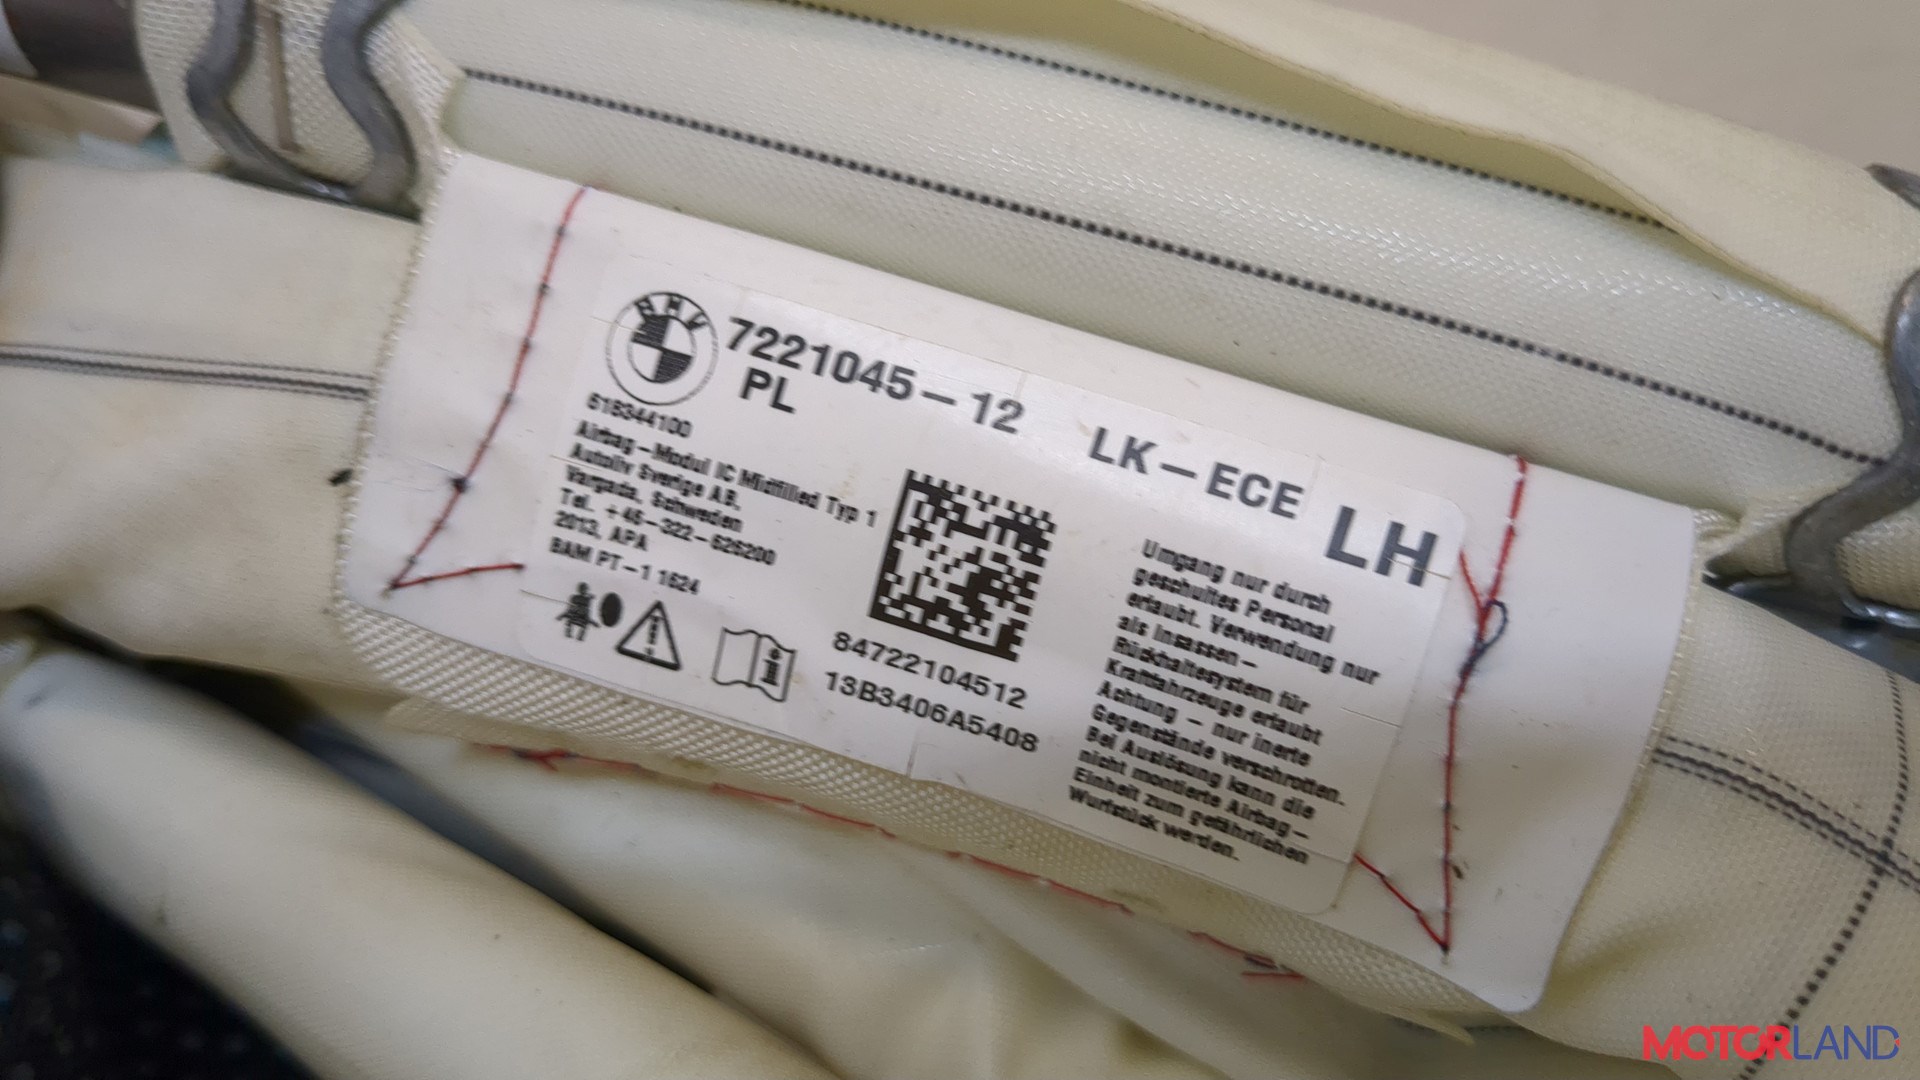 BMW
7221045-12 LK-ECE LH
PL
618344100
Airbag-Modul IC Midfilled Typ 1
Autoliv Sverige AB,
Vargada, Schweden
Tel. +46-322-626200
2013, APA
BAM PT-1 1624
84722104512
13B3406A5408
Umgang nur durch
geschultes Personal
erlaubt. Verwendung nur
als Insassen-
Rückhaltesystem für
Kraftfahrzeuge erlaubt
Achtung - nur inerte
Gegenstände verschrotten.
Bei Auslösung kann die
nicht montierte Airbag-
Einheit zum gefährlichen
Wurfstück werden.
MOTORLAND